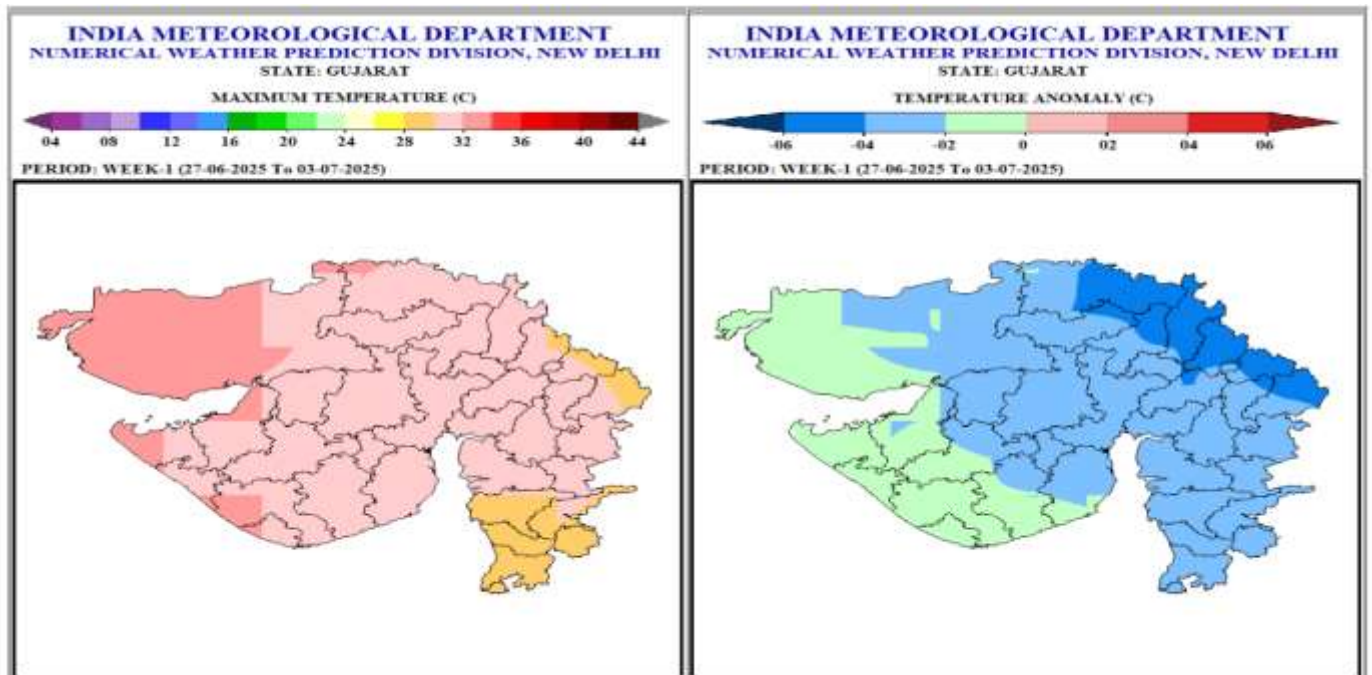 INDIA METEOROLOGICAL DEPARTMENT
NUMERICAL WEATHER PREDICTION DIVISION, NEW DELHI
STATE: GUJARAT
MAXIMUM TEMPERATURE (C)
04 08 12 16 20 24 28 32 36 40 44
PERIOD: WEEK-1 (27-06-2025 To 03-07-2025)
INDIA METEOROLOGICAL DEPARTMENT
NUMERICAL WEATHER PREDICTION DIVISION, NEW DELHI
STATE: GUJARAT
TEMPERATURE ANOMALY (C)
-06 -04 -02 0 02 04 06
PERIOD: WEEK-1 (27-06-2025 To 03-07-2025)